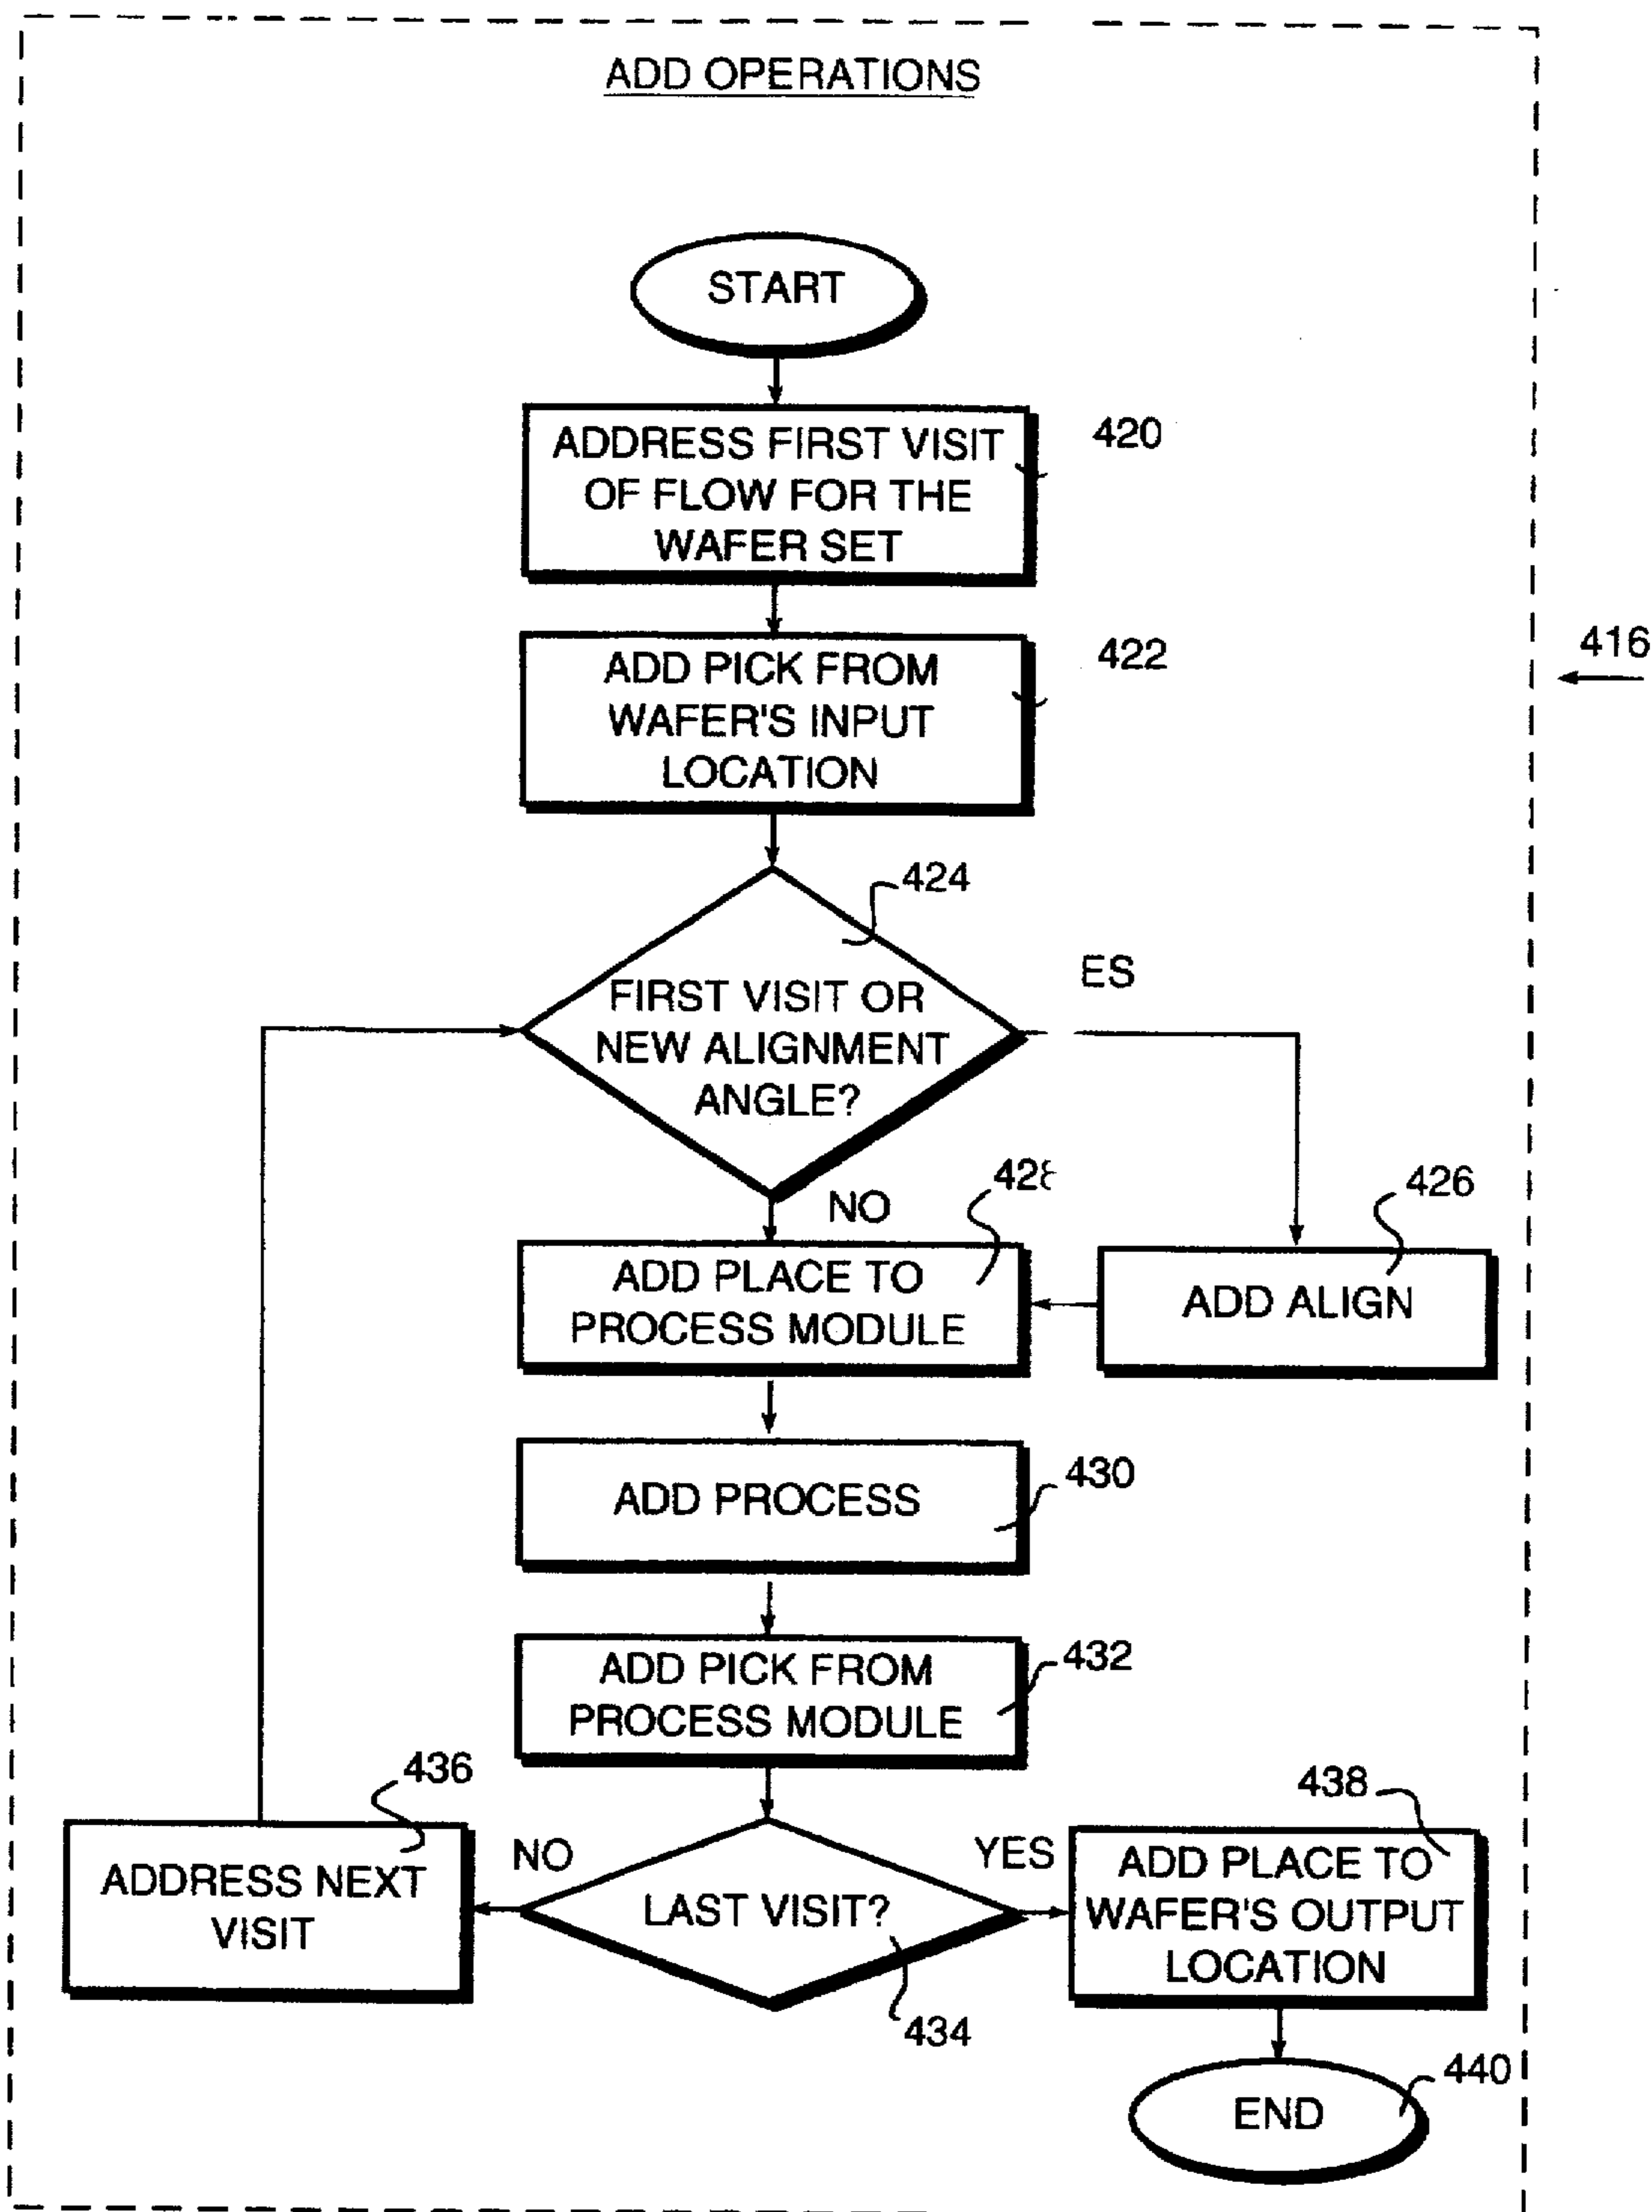 ADD OPERATIONS
START
ADDRESS FIRST VISIT
OF FLOW FOR THE
WAFER SET
420
ADD PICK FROM
WAFER'S INPUT
LOCATION
422
416
424
FIRST VISIT OR
NEW ALIGNMENT
ANGLE?
ES
NO
428
ADD PLACE TO
PROCESS MODULE
426
ADD ALIGN
ADD PROCESS
430
ADD PICK FROM
PROCESS MODULE
432
436
ADDRESS NEXT
VISIT
NO
LAST VISIT?
434
YES
438
ADD PLACE TO
WAFER'S OUTPUT
LOCATION
END
440